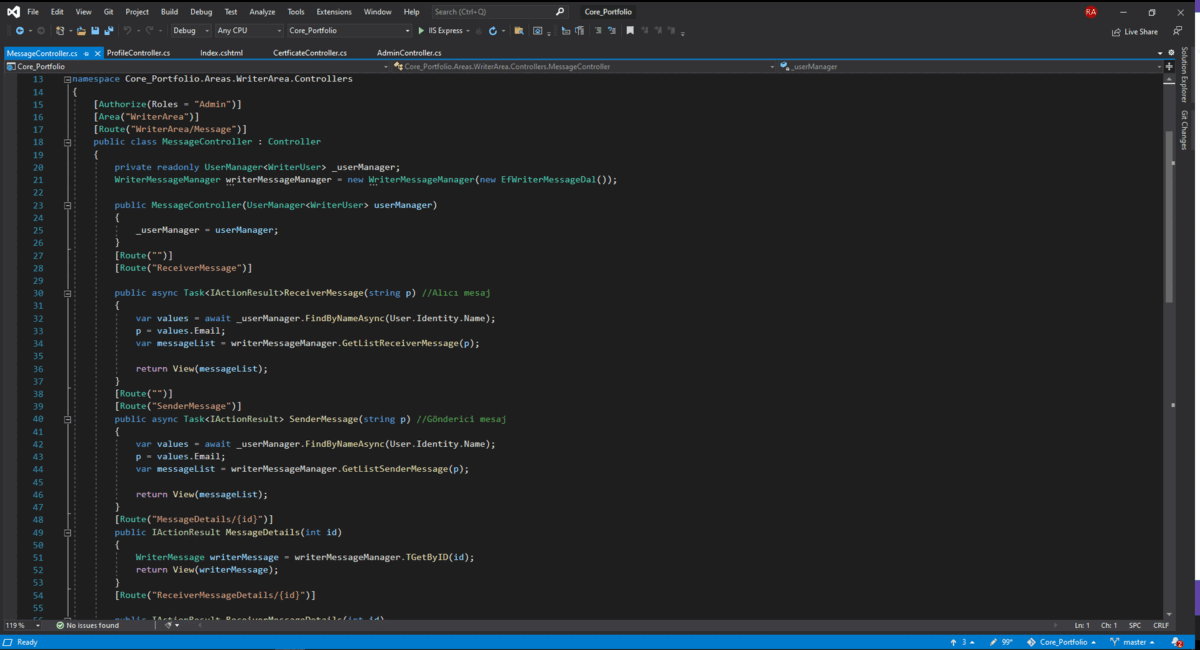 File Edit View Git Project Build Debug Test Analyze Tools Extensions Window Help Search (Ctrl+Q) Core_Portfolio RA
Debug Any CPU Core_Portfolio IIS Express Live Share
MessageController.cs ProfileController.cs Index.cshtml CertficateController.cs AdminController.cs
Core_Portfolio Core_Portfolio.Areas.WriterArea.Controllers.MessageController _userManager
Solution Explorer
Git Changes
13 namespace Core_Portfolio.Areas.WriterArea.Controllers
14 {
15 [Authorize(Roles = "Admin")]
16 [Area("WriterArea")]
17 [Route("WriterArea/Message")]
18 public class MessageController : Controller
19 {
20 private readonly UserManager<WriterUser> _userManager;
21 WriterMessageManager writerMessageManager = new WriterMessageManager(new EfWriterMessageDal());
22
23 public MessageController(UserManager<WriterUser> userManager)
24 {
25 _userManager = userManager;
26 }
27 [Route("")]
28 [Route("ReceiverMessage")]
29
30 public async Task<IActionResult>ReceiverMessage(string p) //Alıcı mesaj
31 {
32 var values = await _userManager.FindByNameAsync(User.Identity.Name);
33 p = values.Email;
34 var messageList = writerMessageManager.GetListReceiverMessage(p);
35
36 return View(messageList);
37 }
38 [Route("")]
39 [Route("SenderMessage")]
40 public async Task<IActionResult> SenderMessage(string p) //Gönderici mesaj
41 {
42 var values = await _userManager.FindByNameAsync(User.Identity.Name);
43 p = values.Email;
44 var messageList = writerMessageManager.GetListSenderMessage(p);
45
46 return View(messageList);
47 }
48 [Route("MessageDetails/{id}")]
49 public IActionResult MessageDetails(int id)
50 {
51 WriterMessage writerMessage = writerMessageManager.TGetByID(id);
52 return View(writerMessage);
53 }
54 [Route("ReceiverMessageDetails/{id}")]
55
56 public IActionResult ReceiverMessageDetails(int id)
119 % No issues found Ln: 1 Ch: 1 SPC CRLF
Ready 3 99⁺ Core_Portfolio master 2